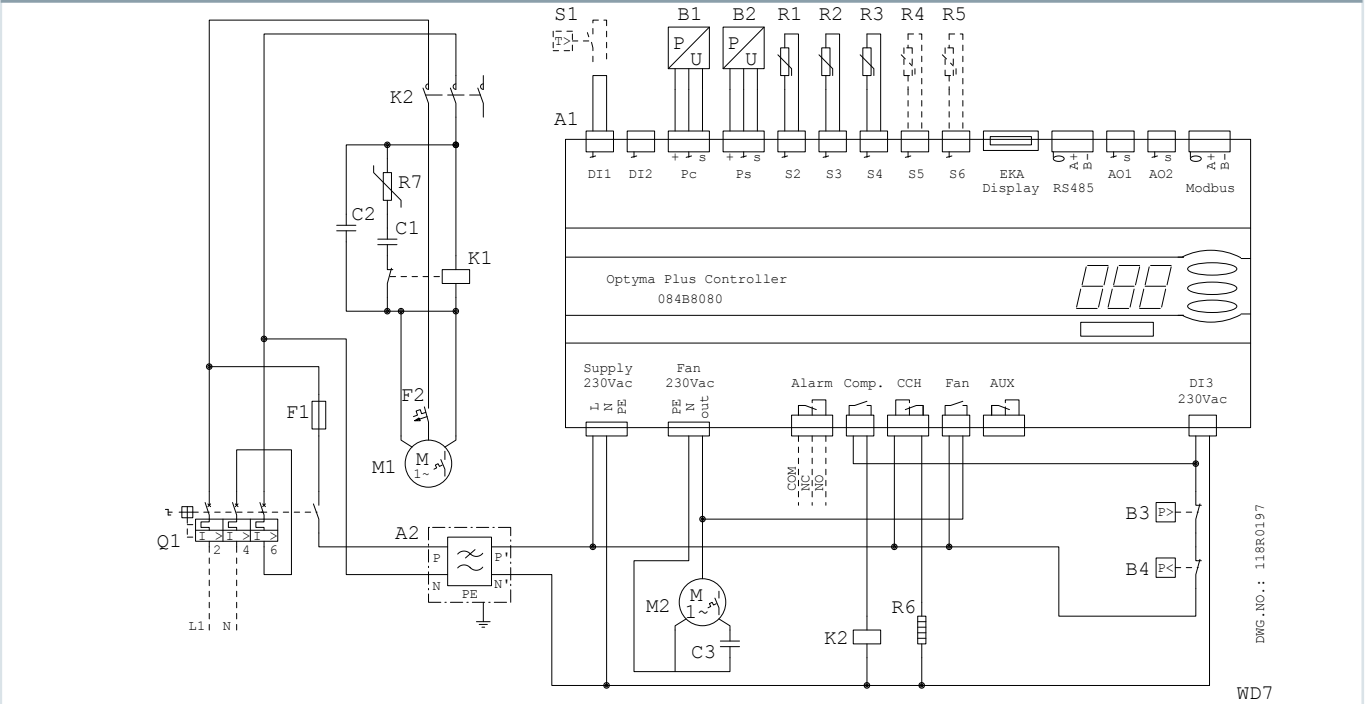 S1 B1 B2 R1 R2 R3 R4 R5
T>
P U P U
K2
A1
+ s + s
DI1 DI2 Pc Ps S2 S3 S4 S5 S6 EKA Display RS485 AO1 AO2 Modbus
A+ B- s s A+ B-
R7
C2
C1
K1
Optyma Plus Controller
084B8080
Supply 230Vac
Fan 230Vac
Alarm Comp. CCH Fan AUX
DI3 230Vac
L N PE
PE N out
F2
F1
M1
M 1~
COM NC NO
Q1
I > I > I >
2 4 6
L1 N
A2
P P'
N N'
PE
B3 P>
B4 P<
M2
M 1~
C3
K2
R6
DWG.NO.: 118R0197
WD7